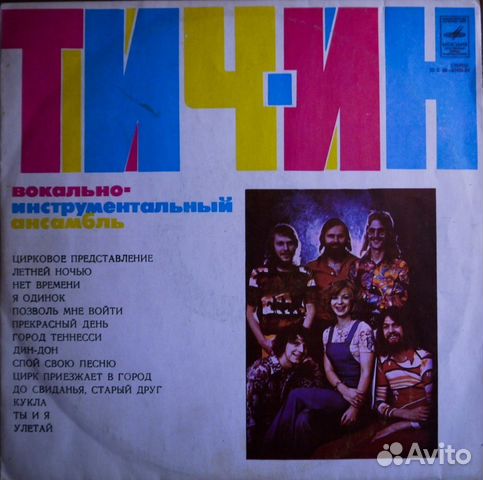 ТИЧ-ИН
вокально-
инструментальный
ансамбль
ЦИРКОВОЕ ПРЕДСТАВЛЕНИЕ
ЛЕТНЕЙ НОЧЬЮ
НЕТ ВРЕМЕНИ
Я ОДИНОК
ПОЗВОЛЬ МНЕ ВОЙТИ
ПРЕКРАСНЫЙ ДЕНЬ
ГОРОД ТЕННЕССИ
ДИН-ДОН
СПОЙ СВОЮ ПЕСНЮ
ЦИРК ПРИЕЗЖАЕТ В ГОРОД
ДО СВИДАНЬЯ, СТАРЫЙ ДРУГ
КУКЛА
ТЫ И Я
УЛЕТАЙ
Avito